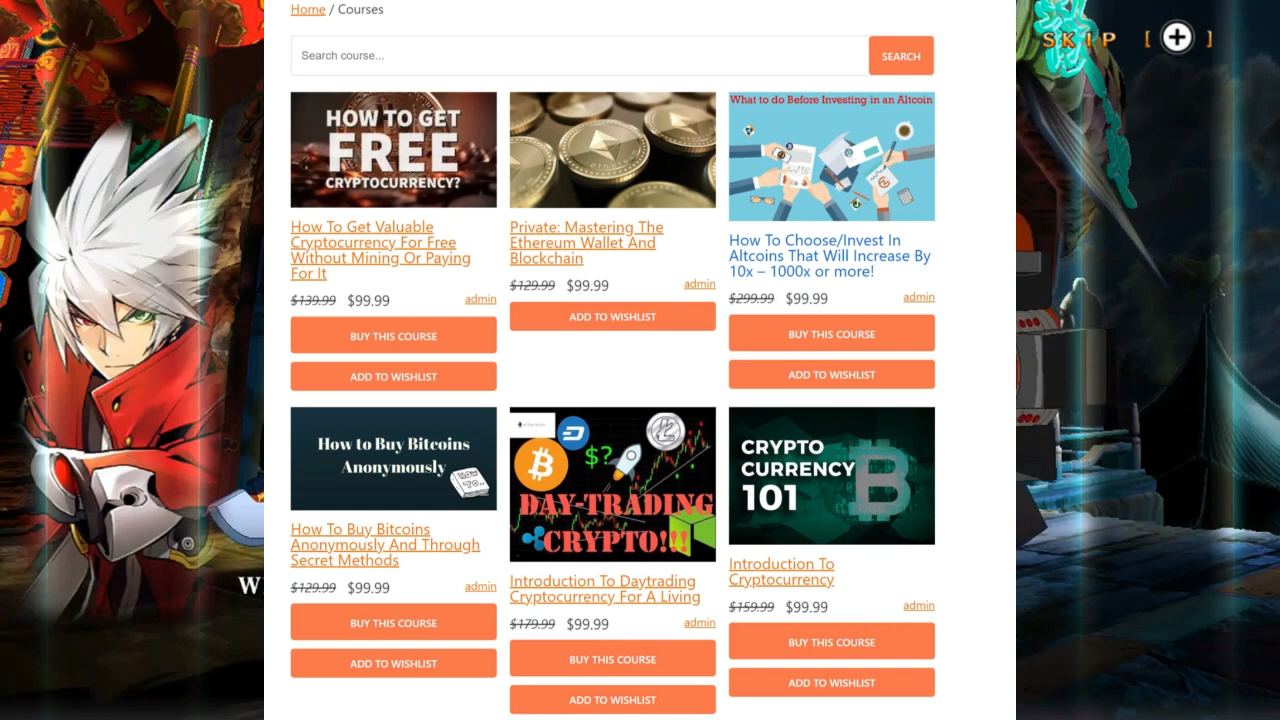 Home / Courses
SKIP [ + ]
Search course...
SEARCH
HOW TO GET
FREE
CRYPTOCURRENCY?
How To Get Valuable
Cryptocurrency For Free
Without Mining Or Paying
For It
$139.99 $99.99 admin
BUY THIS COURSE
ADD TO WISHLIST
Private: Mastering The
Ethereum Wallet And
Blockchain
$129.99 $99.99 admin
ADD TO WISHLIST
What to do Before Investing in an Altcoin
How To Choose/Invest In
Altcoins That Will Increase By
10x – 1000x or more!
$299.99 $99.99 admin
BUY THIS COURSE
ADD TO WISHLIST
How to Buy Bitcoins
Anonymously
HOW
TO..
How To Buy Bitcoins
Anonymously And Through
Secret Methods
$129.99 $99.99 admin
BUY THIS COURSE
ADD TO WISHLIST
$?
DAY-TRADING
CRYPTO!!!
Introduction To Daytrading
Cryptocurrency For A Living
$179.99 $99.99 admin
BUY THIS COURSE
ADD TO WISHLIST
CRYPTO
CURRENCY
101
Introduction To
Cryptocurrency
$159.99 $99.99 admin
BUY THIS COURSE
ADD TO WISHLIST